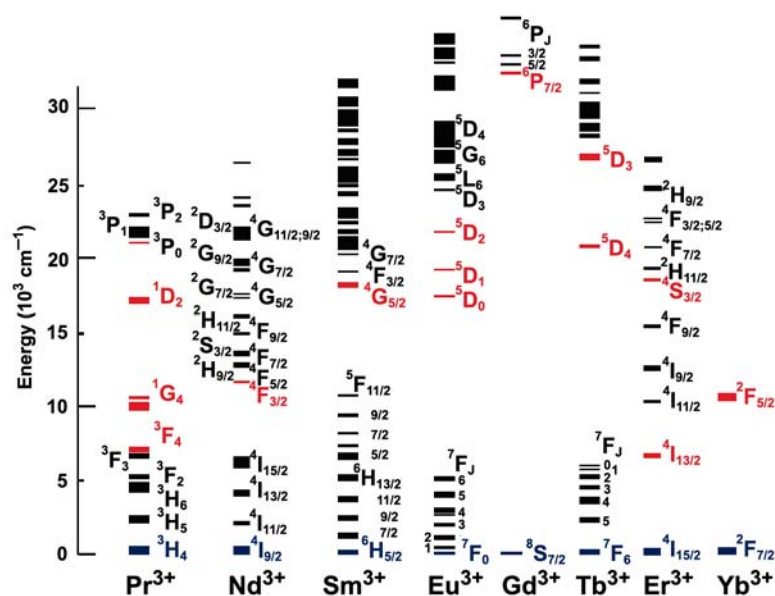 Energy (10³ cm⁻¹)
30
25
20
15
10
5
0
³P₂
³P₁
³P₀
¹D₂
¹G₄
³F₄
³F₃
³F₂
³H₆
³H₅
³H₄
Pr³⁺
²D₃/₂
⁴G₁₁/₂;₉/₂
²G₉/₂
⁴G₇/₂
²G₇/₂
⁴G₅/₂
²H₁₁/₂
⁴F₉/₂
²S₃/₂
⁴F₇/₂
²H₉/₂
⁴F₅/₂
⁴F₃/₂
⁴I₁₅/₂
⁴I₁₃/₂
⁴I₁₁/₂
⁴I₉/₂
Nd³⁺
⁴G₇/₂
⁴F₃/₂
⁴G₅/₂
⁵F₁₁/₂
9/2
7/2
5/2
⁶H₁₃/₂
11/2
9/2
7/2
⁶H₅/₂
Sm³⁺
⁵D₄
⁵G₆
⁵L₆
⁵D₃
⁵D₂
⁵D₁
⁵D₀
⁷F_J
6
5
4
3
2
1
⁷F₀
Eu³⁺
⁶P_J
3/2
5/2
⁶P₇/₂
⁸S₇/₂
Gd³⁺
⁵D₃
⁵D₄
⁷F_J
0
1
2
3
4
5
⁷F₆
Tb³⁺
²H₉/₂
⁴F₃/₂;₅/₂
⁴F₇/₂
²H₁₁/₂
⁴S₃/₂
⁴F₉/₂
⁴I₉/₂
⁴I₁₁/₂
⁴I₁₃/₂
⁴I₁₅/₂
Er³⁺
²F₅/₂
²F₇/₂
Yb³⁺